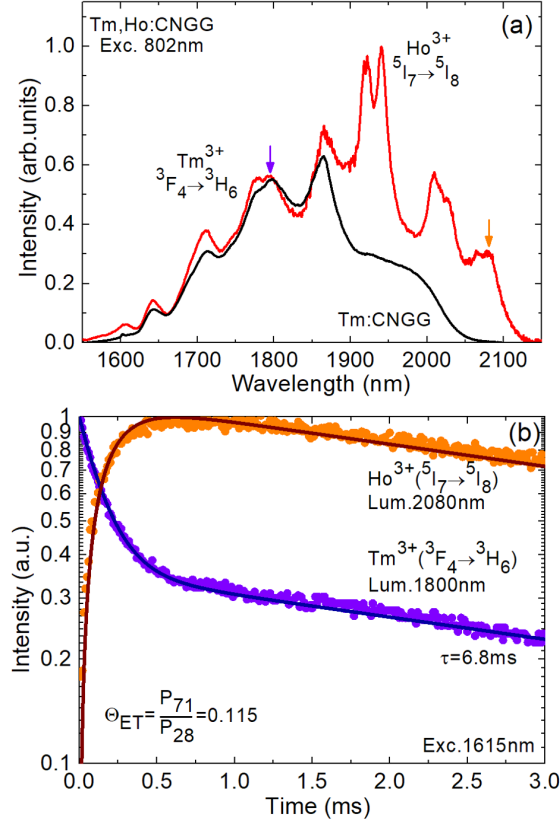 Tm,Ho:CNGG
Exc. 802nm
(a)
Ho³⁺
⁵I₇→⁵I₈
Tm³⁺
³F₄→³H₆
Tm:CNGG
1.0
0.8
0.6
0.4
0.2
0.0
Intensity (arb.units)
1600 1700 1800 1900 2000 2100
Wavelength (nm)
(b)
1
0.9
0.8
0.7
0.6
0.5
0.4
0.3
0.2
0.1
Intensity (a.u.)
Ho³⁺(⁵I₇→⁵I₈)
Lum.2080nm
Tm³⁺(³F₄→³H₆)
Lum.1800nm
τ=6.8ms
Θ_ET=P₇₁/P₂₈=0.115
Exc.1615nm
0.0 0.5 1.0 1.5 2.0 2.5 3.0
Time (ms)